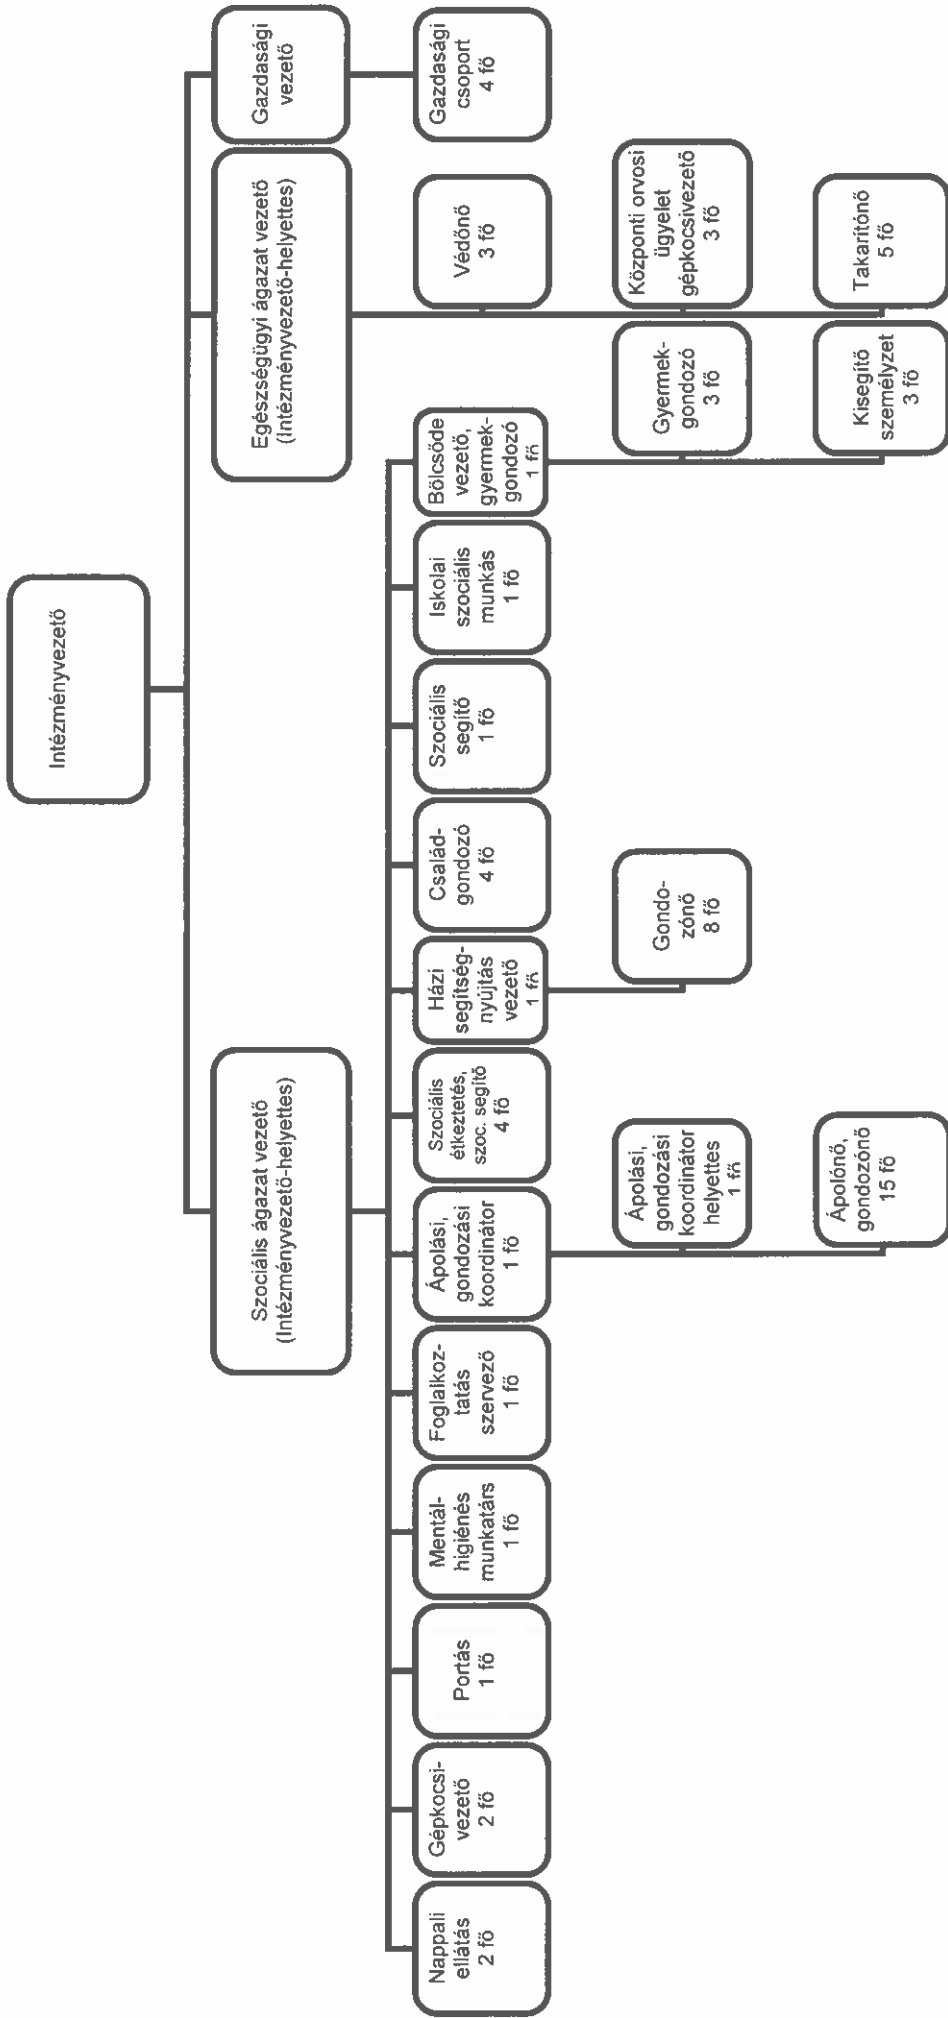 Intézményvezető
Szociális ágazat vezető
(Intézményvezető-helyettes)
Egészségügyi ágazat vezető
(Intézményvezető-helyettes)
Gazdasági
vezető
Nappali
ellátás
2 fő
Gépkocsi-
vezető
2 fő
Portás
1 fő
Mentál-
higiénés
munkatárs
1 fő
Foglalkoz-
tatás
szervező
1 fő
Ápolási,
gondozási
koordinátor
1 fő
Szociális
étkeztetés,
szoc. segítő
4 fő
Házi
segítség-
nyújtás
vezető
1 fő
Család-
gondozó
4 fő
Szociális
segítő
1 fő
Iskolai
szociális
munkás
1 fő
Bölcsőde
vezető,
gyermek-
gondozó
1 fő
Védőnő
3 fő
Gazdasági
csoport
4 fő
Ápolási,
gondozási
koordinátor
helyettes
1 fő
Gondo-
zónő
8 fő
Gyermek-
gondozó
3 fő
Központi orvosi
ügyelet
gépkocsivezető
3 fő
Ápolónő,
gondozónő
15 fő
Kisegítő
személyzet
3 fő
Takarítónő
5 fő